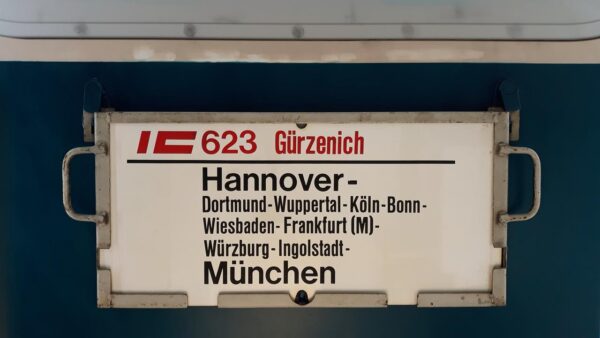 IC 623 Gürzenich
Hannover-
Dortmund-Wuppertal-Köln-Bonn-
Wiesbaden-Frankfurt (M)-
Würzburg-Ingolstadt-
München